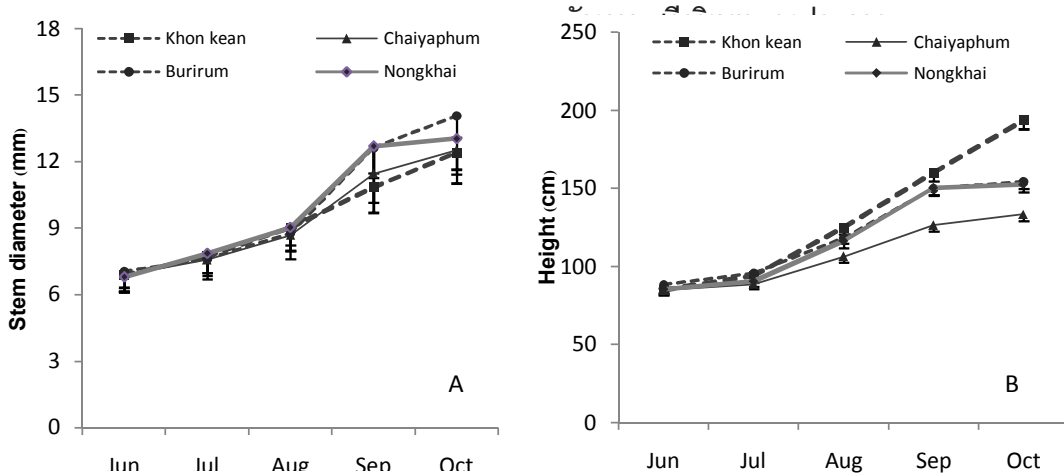 18
15
12
9
6
3
0
Stem diameter (mm)
Khon kean
Chaiyaphum
Burirum
Nongkhai
A
Jun Jul Aug Sep Oct
250
200
150
100
50
0
Height (cm)
Khon kean
Chaiyaphum
Burirum
Nongkhai
B
Jun Jul Aug Sep Oct